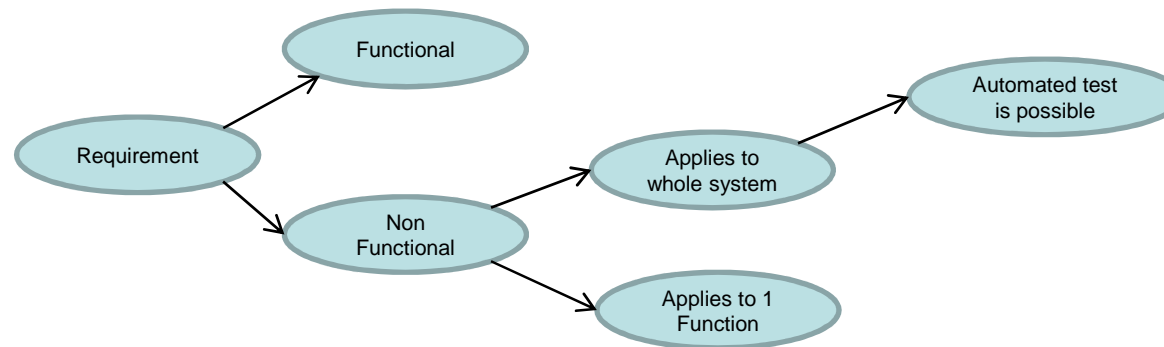 Functional
Requirement
Non
Functional
Applies to
whole system
Automated test
is possible
Applies to 1
Function